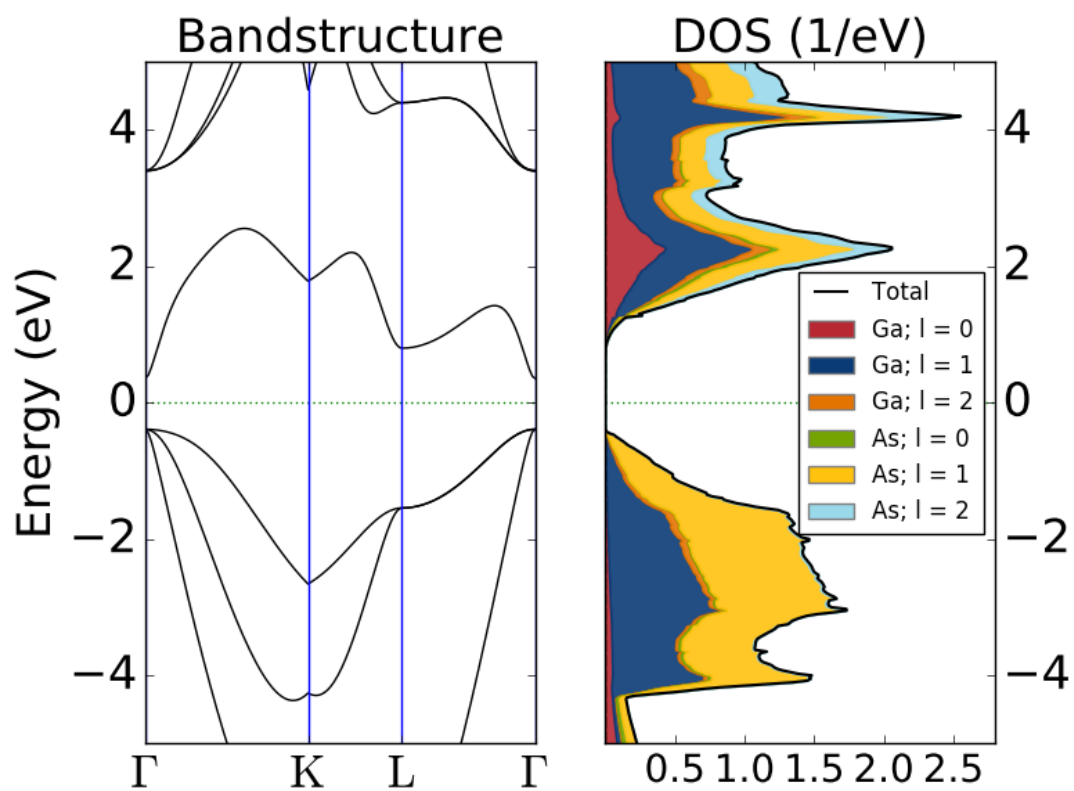 Bandstructure
DOS (1/eV)
Energy (eV)
4
2
0
−2
−4
Γ K L Γ
4
2
0
−2
−4
0.5 1.0 1.5 2.0 2.5
Total
Ga; l = 0
Ga; l = 1
Ga; l = 2
As; l = 0
As; l = 1
As; l = 2